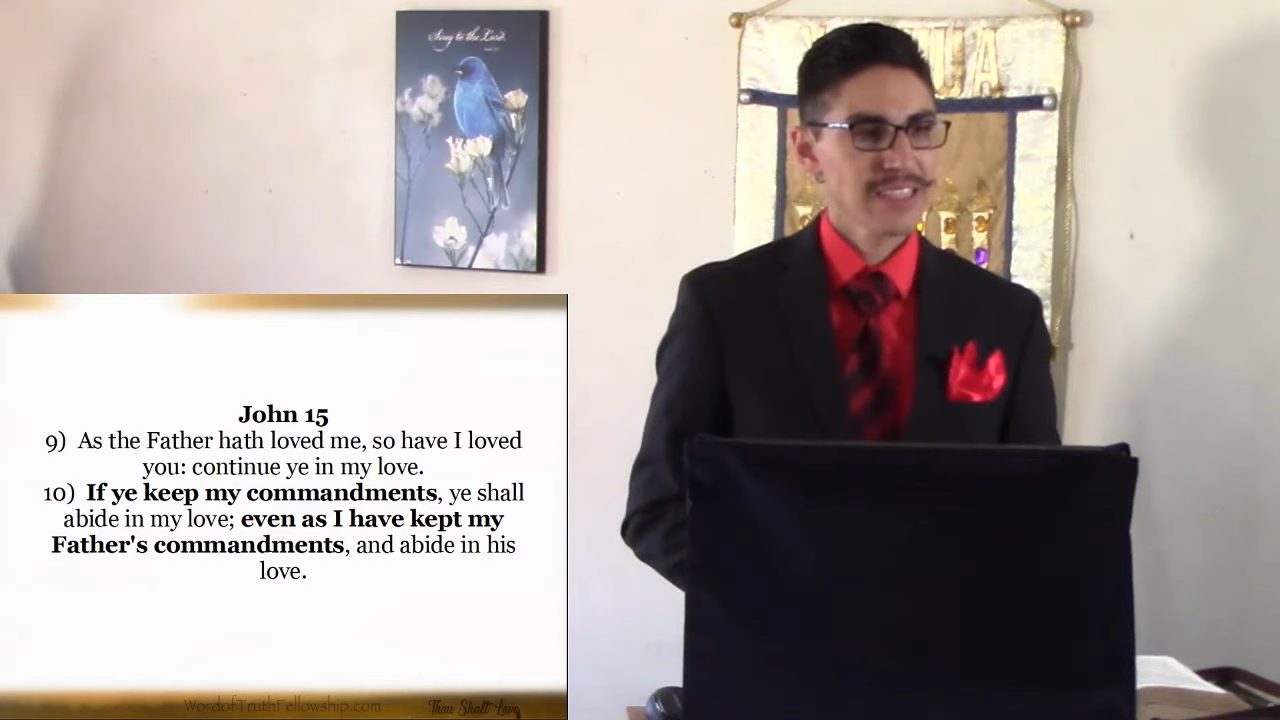 Sing to the Lord
UA
John 15
9) As the Father hath loved me, so have I loved
you: continue ye in my love.
10) If ye keep my commandments, ye shall
abide in my love; even as I have kept my
Father's commandments, and abide in his
love.
WordofTruthFellowship.com
Thou Shalt Love